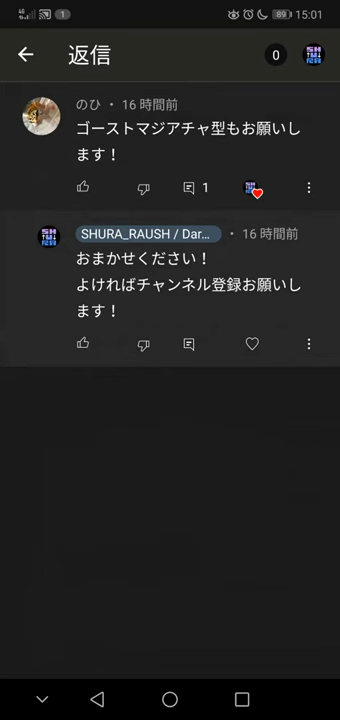 4G 1 89 15:01
返信 0
のひ • 16 時間前
ゴーストマジアチャ型もお願いし
ます！
1
SHURA_RAUSH / Dar... • 16 時間前
おまかせください！
よければチャンネル登録お願いし
ます！